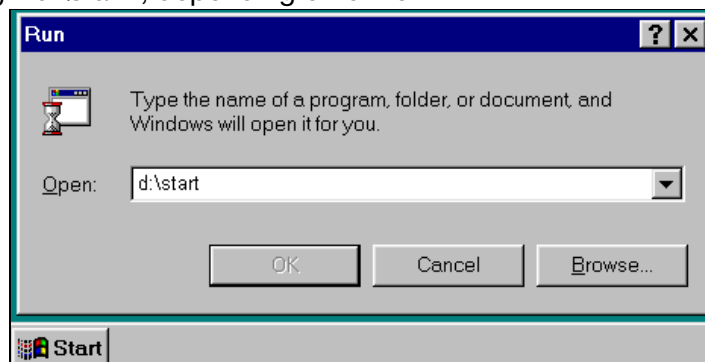 Run
Type the name of a program, folder, or document, and
Windows will open it for you.
Open: d:\start
OK Cancel Browse...
Start